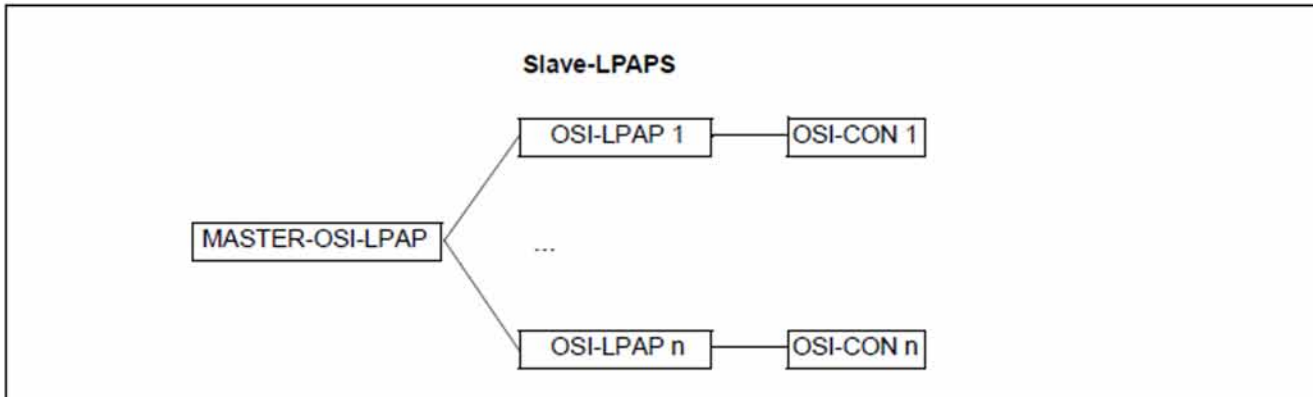 Slave-LPAPS
OSI-LPAP 1
OSI-CON 1
MASTER-OSI-LPAP
...
OSI-LPAP n
OSI-CON n